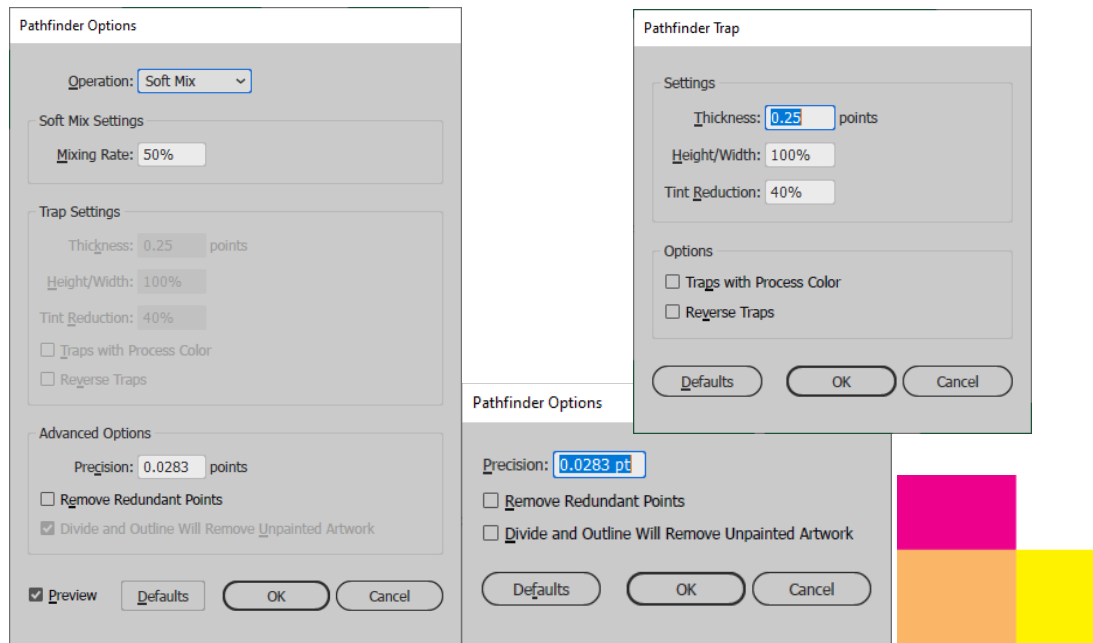 Pathfinder Options
Operation: Soft Mix
Soft Mix Settings
Mixing Rate: 50%
Trap Settings
Thickness: 0.25 points
Height/Width: 100%
Tint Reduction: 40%
Traps with Process Color
Reverse Traps
Advanced Options
Precision: 0.0283 points
Remove Redundant Points
Divide and Outline Will Remove Unpainted Artwork
Preview Defaults OK Cancel
Pathfinder Trap
Settings
Thickness: 0.25 points
Height/Width: 100%
Tint Reduction: 40%
Options
Traps with Process Color
Reverse Traps
Defaults OK Cancel
Pathfinder Options
Precision: 0.0283 pt
Remove Redundant Points
Divide and Outline Will Remove Unpainted Artwork
Defaults OK Cancel